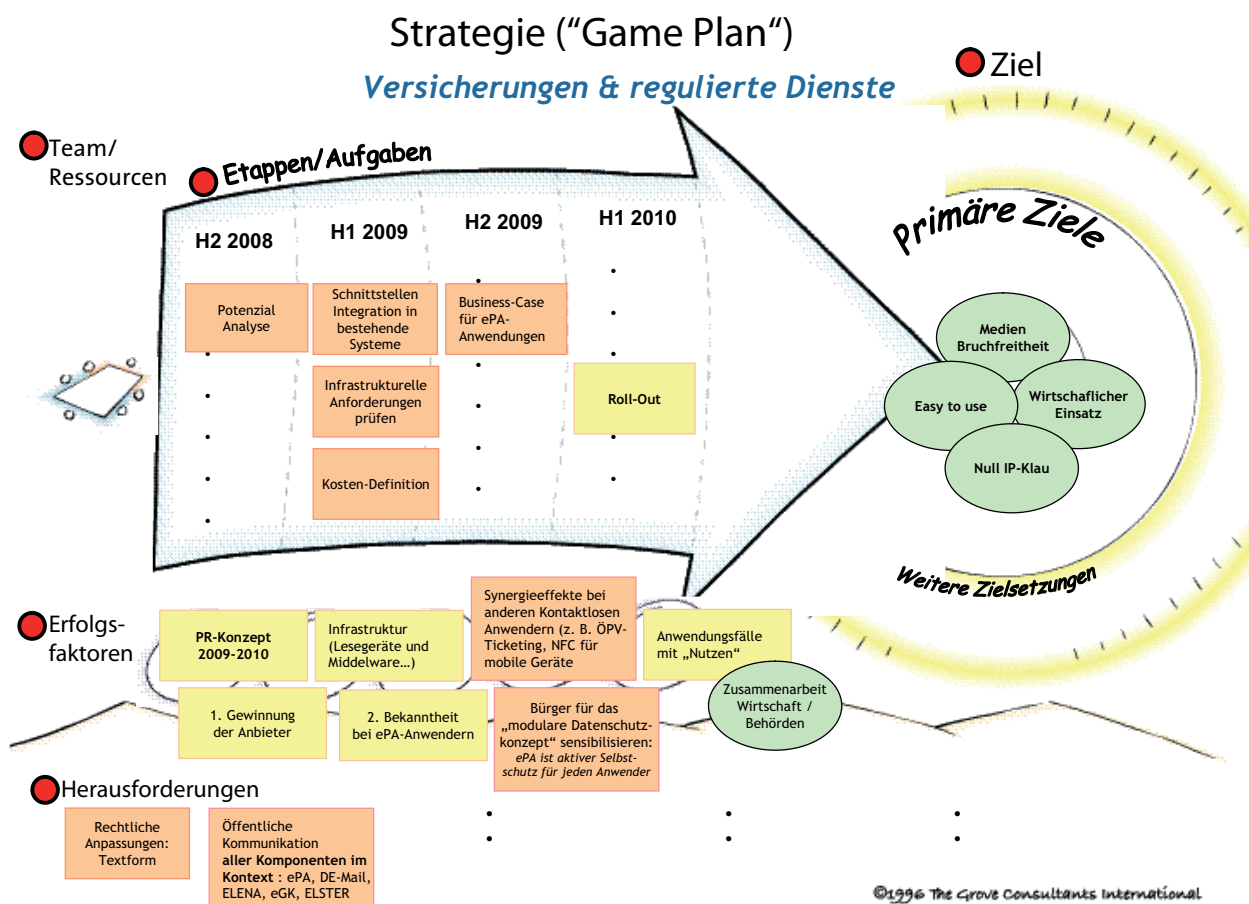 Strategie (“Game Plan“)
Versicherungen & regulierte Dienste
Ziel
Team/
Ressourcen
Etappen/Aufgaben
H2 2008
H1 2009
H2 2009
H1 2010
Potenzial
Analyse
Schnittstellen
Integration in
bestehende
Systeme
Business-Case
für ePA-
Anwendungen
Infrastrukturelle
Anforderungen
prüfen
Roll-Out
Kosten-Definition
Primäre Ziele
Medien
Bruchfreitheit
Easy to use
Wirtschaflicher
Einsatz
Null IP-Klau
Weitere Zielsetzungen
Erfolgs-
faktoren
PR-Konzept
2009-2010
Infrastruktur
(Lesegeräte und
Middelware…)
Synergieeffekte bei
anderen Kontaktlosen
Anwendern (z. B. ÖPV-
Ticketing, NFC für
mobile Geräte
Anwendungsfälle
mit „Nutzen”
1. Gewinnung
der Anbieter
2. Bekanntheit
bei ePA-Anwendern
Bürger für das
„modulare Datenschutz-
konzept” sensibilisieren:
ePA ist aktiver Selbst-
schutz für jeden Anwender
Zusammenarbeit
Wirtschaft /
Behörden
Herausforderungen
Rechtliche
Anpassungen:
Textform
Öffentliche
Kommunikation
aller Komponenten im
Kontext : ePA, DE-Mail,
ELENA, eGK, ELSTER
©1996 The Grove Consultants International